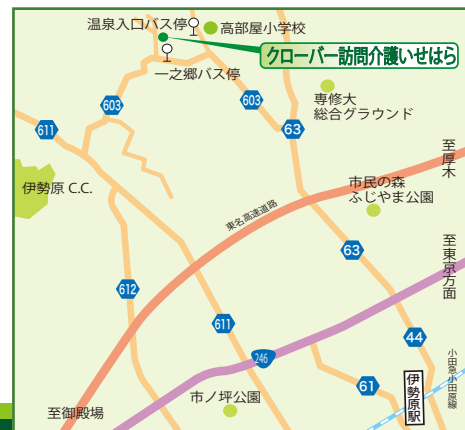 温泉入口バス停
高部屋小学校
クローバー訪問介護いせはら
一之郷バス停
専修大
総合グラウンド
603
603
63
611
至厚木
伊勢原 C.C.
市民の森
ふじやま公園
東名高速道路
至東京方面
63
612
611
44
小田急小田原線
246
61
伊勢原駅
市ノ坪公園
至御殿場